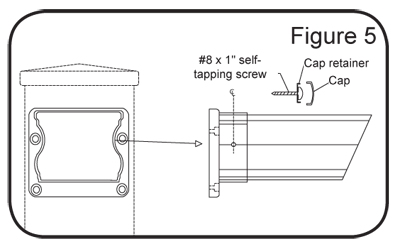 Figure 5
#8 x 1" self-
tapping screw
Cap retainer
Cap